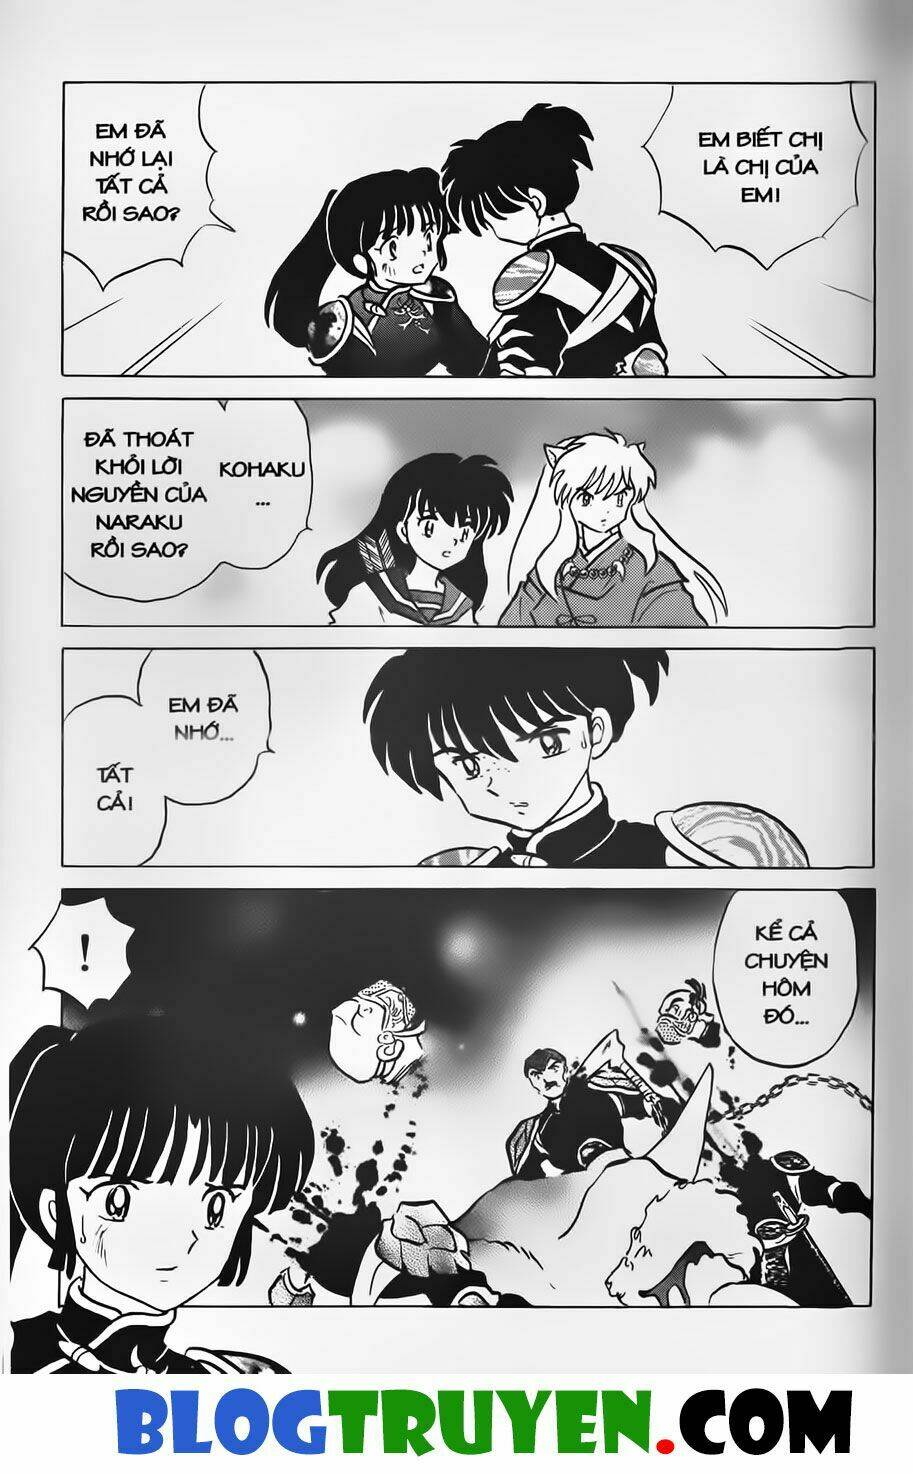 EM BIẾT CHỊ
LÀ CHỊ CỦA
EM!
EM ĐÃ
NHỚ LẠI
TẤT CẢ
RỒI SAO?
KOHAKU
...
ĐÃ THOÁT
KHỎI LỜI
NGUYỀN CỦA
NARAKU
RỒI SAO?
EM ĐÃ
NHỚ...
TẤT
CẢ!
KỂ CẢ
CHUYỆN
HÔM
ĐÓ...
!
BLOGTRUYEN.COM